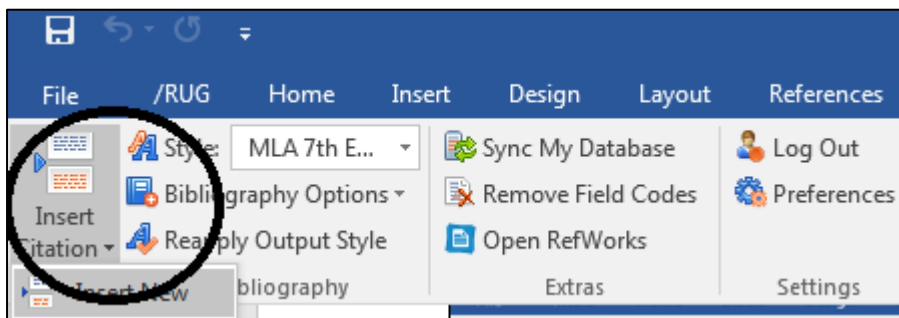 File /RUG Home Insert Design Layout References
Style: MLA 7th E... Sync My Database Log Out
Bibliography Options Remove Field Codes Preferences
Insert
Citation Reapply Output Style Open RefWorks
Insert New bliography Extras Settings